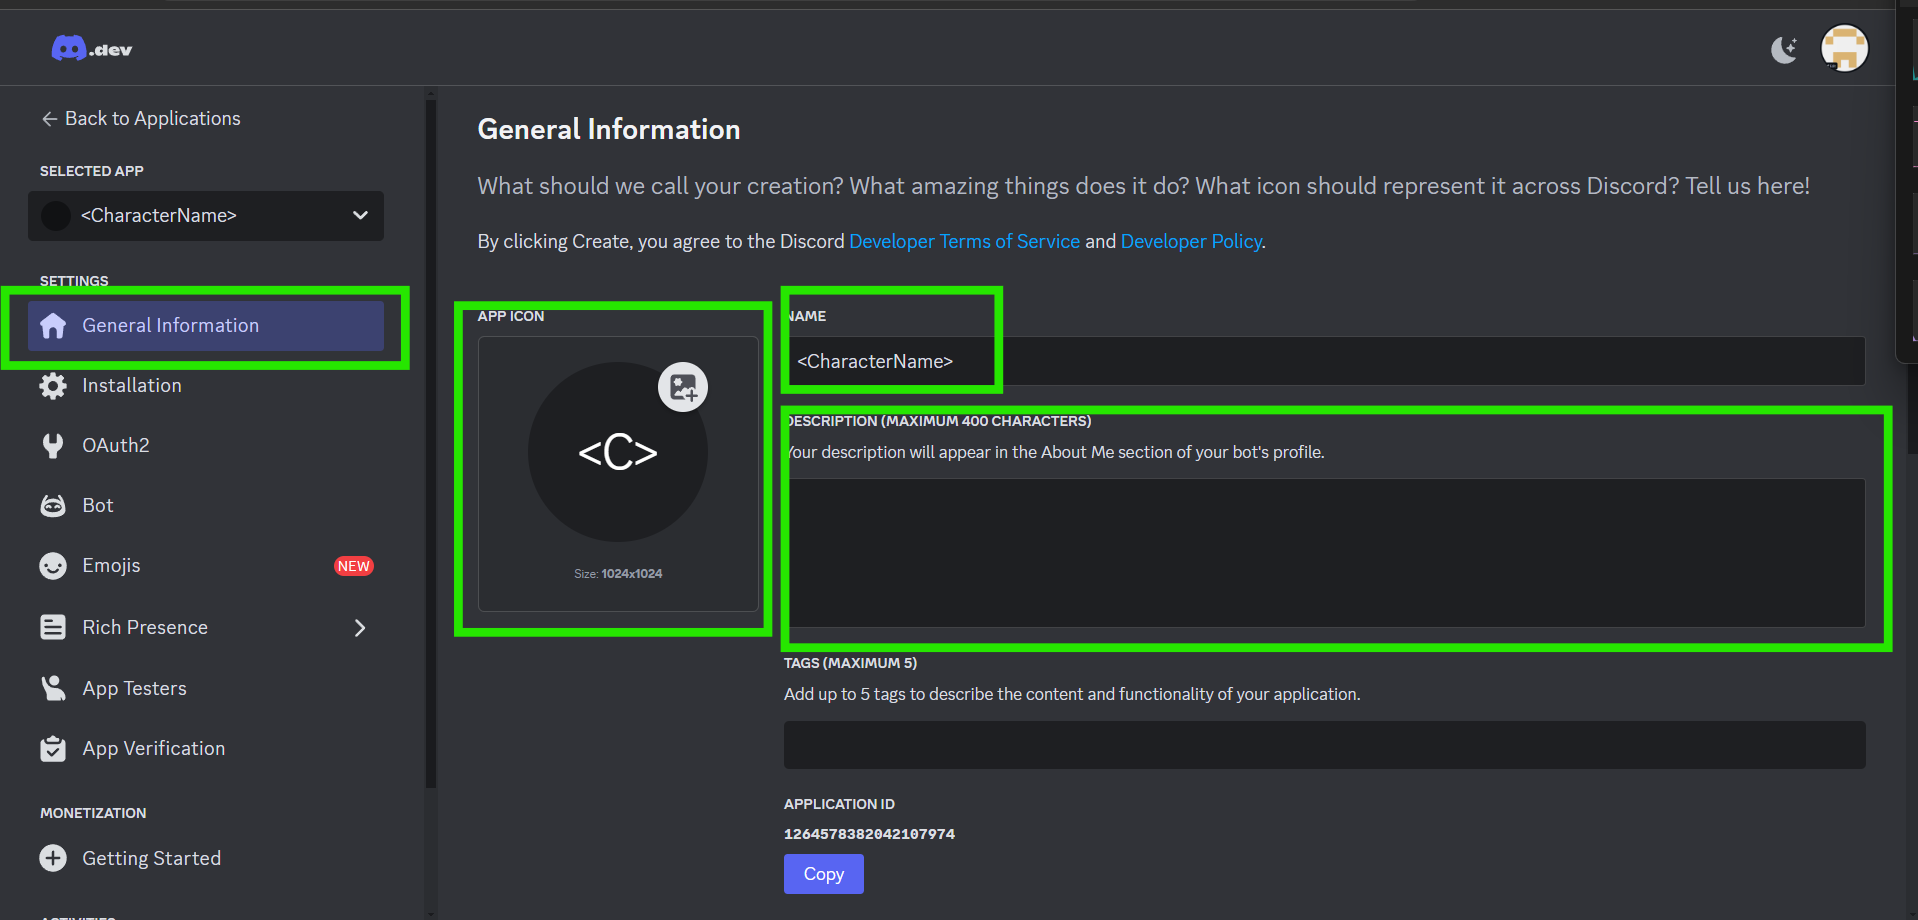 .dev
Back to Applications
SELECTED APP
<CharacterName>
SETTINGS
General Information
Installation
OAuth2
Bot
Emojis
NEW
Rich Presence
App Testers
App Verification
MONETIZATION
Getting Started
ACTIVITIES
General Information
What should we call your creation? What amazing things does it do? What icon should represent it across Discord? Tell us here!
By clicking Create, you agree to the Discord Developer Terms of Service and Developer Policy.
APP ICON
<C>
Size: 1024x1024
NAME
<CharacterName>
DESCRIPTION (MAXIMUM 400 CHARACTERS)
Your description will appear in the About Me section of your bot's profile.
TAGS (MAXIMUM 5)
Add up to 5 tags to describe the content and functionality of your application.
APPLICATION ID
1264578382042107974
Copy